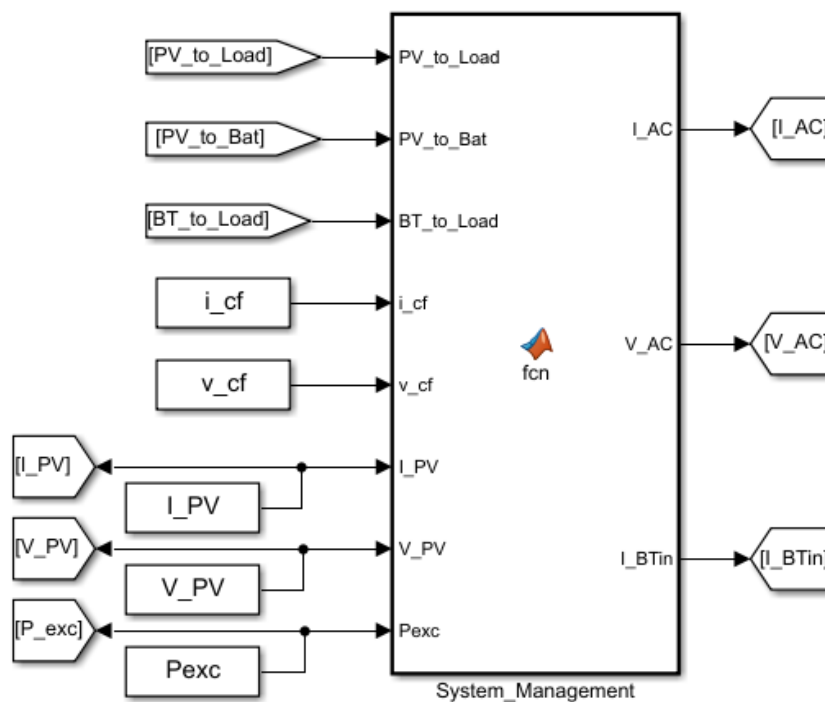 [PV_to_Load]
PV_to_Load
[PV_to_Bat]
PV_to_Bat
[BT_to_Load]
BT_to_Load
i_cf
i_cf
v_cf
v_cf
[I_PV]
I_PV
I_PV
[V_PV]
V_PV
V_PV
[P_exc]
Pexc
Pexc
fcn
I_AC
[I_AC]
V_AC
[V_AC]
I_BTin
[I_BTin]
System_Management